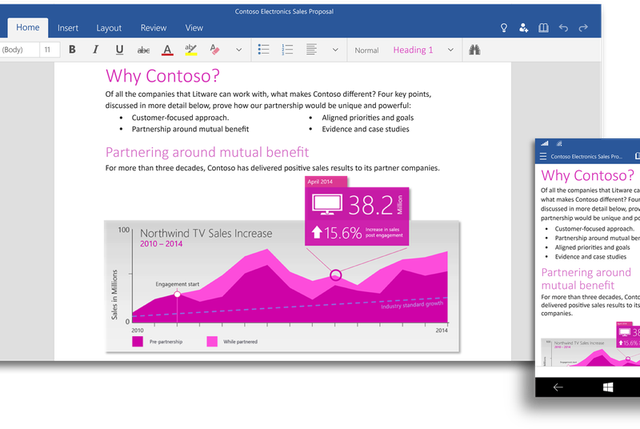 Contoso Electronics Sales Proposal
Home Insert Layout Review View
(Body) 11 B I U abc A ab A Normal Heading 1
Why Contoso?
Of all the companies that Litware can work with, what makes Contoso different? Four key points,
discussed in more detail below, prove how our partnership would be unique and powerful:
• Customer-focused approach.
• Partnership around mutual benefit
• Aligned priorities and goals
• Evidence and case studies
Partnering around mutual benefit
For more than three decades, Contoso has delivered positive sales results to its partner companies.
April 2014
38.2 Million
15.6% Increase in sales
post engagement
Northwind TV Sales Increase
2010 – 2014
100
Sales in Millions
0
Engagement start
Industry standard growth
2010
2014
Pre partnership
While partnered
Contoso Electronics Sales Pro...
Why Contoso?
Of all the companies that Litware
what makes Contoso different? Four
discussed in more detail below,
partnership would be unique and
• Customer-focused approach.
• Partnership around mutual
• Aligned priorities and goals
• Evidence and case studies
Partnering around
mutual benefit
For more than three decades,
delivered positive sales results to its
companies.
Northwind TV Sales Increase